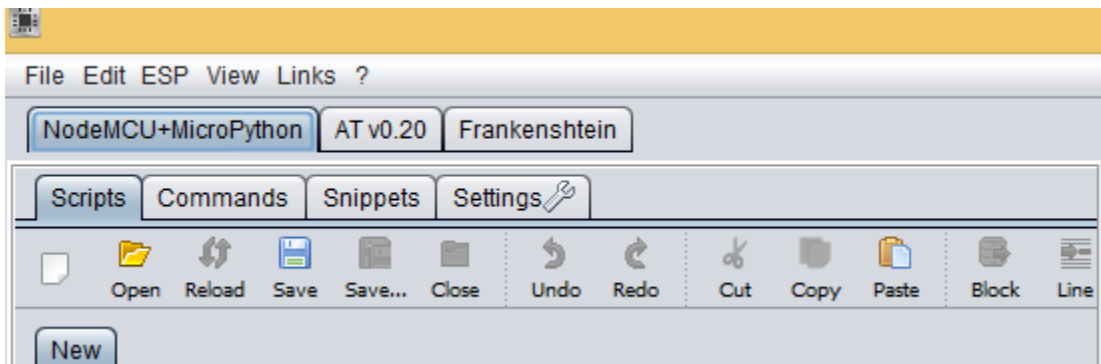 File Edit ESP View Links ?
NodeMCU+MicroPython AT v0.20 Frankenshtein
Scripts Commands Snippets Settings
Open Reload Save Save... Close Undo Redo Cut Copy Paste Block Line
New